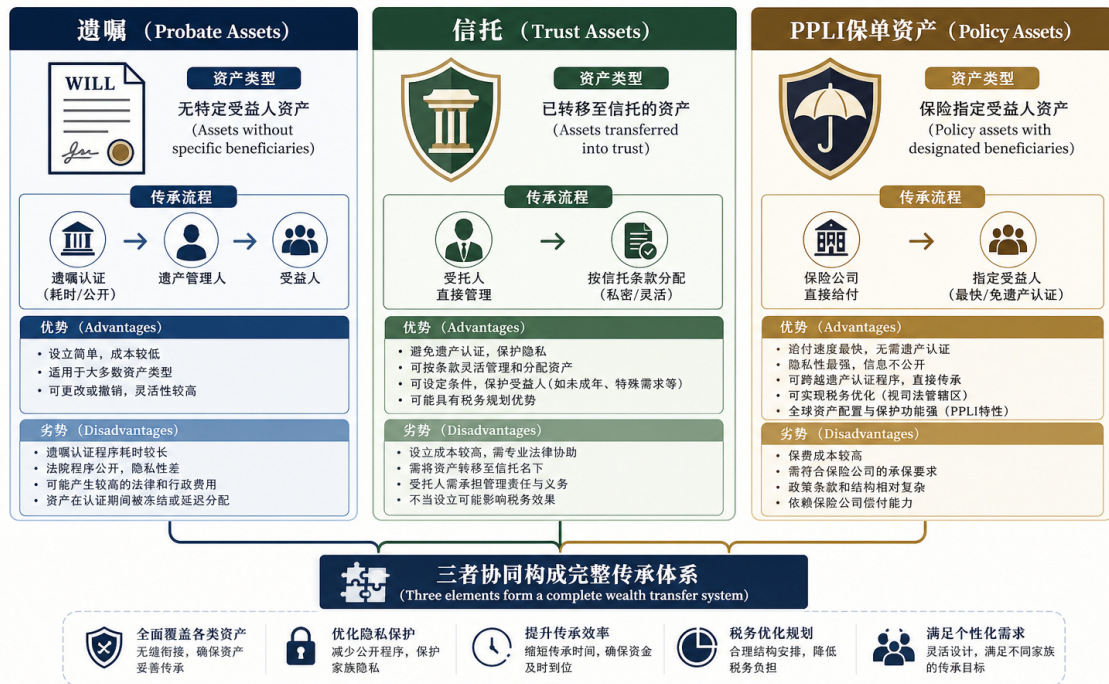 遗嘱 (Probate Assets)
WILL
资产类型
无特定受益人资产
(Assets without
specific beneficiaries)
传承流程
遗嘱认证
(耗时/公开)
遗产管理人
受益人
优势 (Advantages)
• 设立简单，成本较低
• 适用于大多数资产类型
• 可更改或撤销，灵活性较高
劣势 (Disadvantages)
• 遗嘱认证程序耗时较长
• 法院程序公开，隐私性差
• 可能产生较高的法律和行政费用
• 资产在认证期间被冻结或延迟分配
信托 (Trust Assets)
资产类型
已转移至信托的资产
(Assets transferred
into trust)
传承流程
受托人
直接管理
按信托条款分配
(私密/灵活)
优势 (Advantages)
• 避免遗产认证，保护隐私
• 可按条款灵活管理和分配资产
• 可设定条件，保护受益人(如未成年、特殊需求等)
• 可能具有税务规划优势
劣势 (Disadvantages)
• 设立成本较高，需专业法律协助
• 需将资产转移至信托名下
• 受托人需承担管理责任与义务
• 不当设立可能影响税务效果
PPLI保单资产 (Policy Assets)
资产类型
保险指定受益人资产
(Policy assets with
designated beneficiaries)
传承流程
保险公司
直接给付
指定受益人
(最快/免遗产认证)
优势 (Advantages)
• 付速度最快，无需遗产认证
• 隐私性最强，信息不公开
• 可跨越遗产认证程序，直接传承
• 可实现税务优化(视司法管辖区)
• 全球资产配置与保护功能强(PPLI特性)
劣势 (Disadvantages)
• 保费成本较高
• 需符合保险公司的承保要求
• 政策条款和结构相对复杂
• 依赖保险公司偿付能力
三者协同构成完整传承体系
(Three elements form a complete wealth transfer system)
全面覆盖各类资产
无缝衔接，确保资产
妥善传承
优化隐私保护
减少公开程序，保护
家族隐私
提升传承效率
缩短传承时间，确保资金
及时到位
税务优化规划
合理结构安排，降低
税务负担
满足个性化需求
灵活设计，满足不同家族
的传承目标